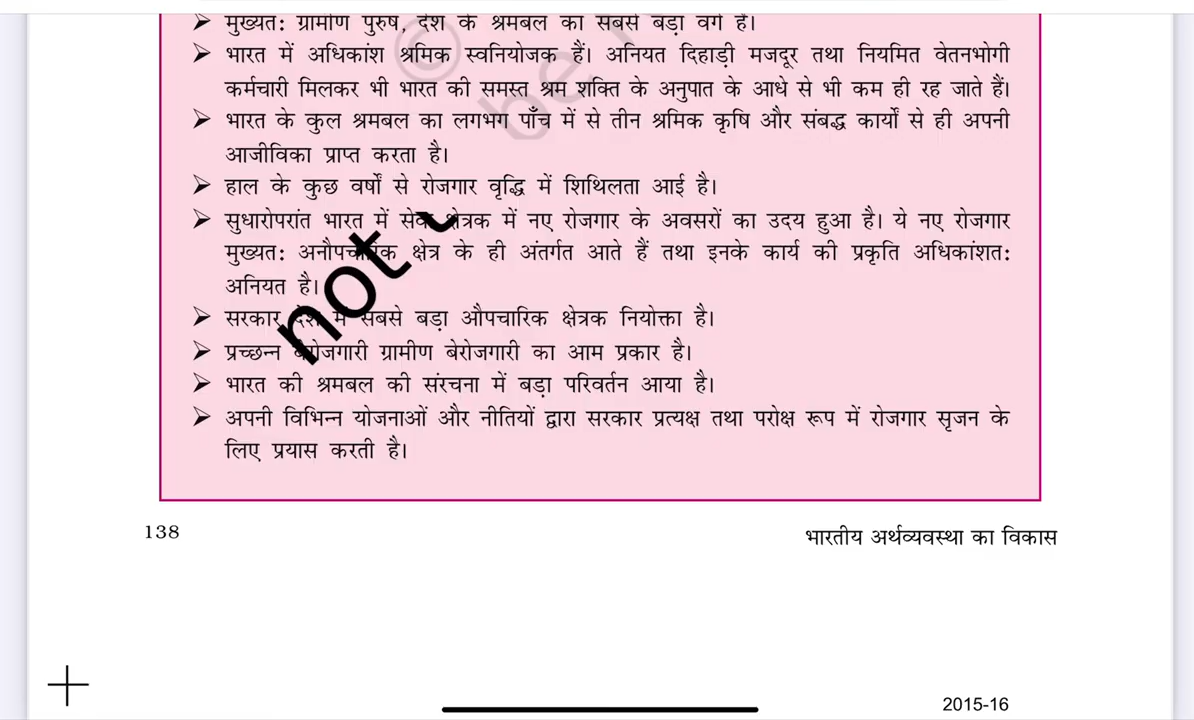 ➢ मुख्यतः ग्रामीण पुरुष, देश के श्रमबल का सबसे बड़ा वर्ग हैं।
➢ भारत में अधिकांश श्रमिक स्वनियोजक हैं। अनियत दिहाड़ी मजदूर तथा नियमित वेतनभोगी
कर्मचारी मिलकर भी भारत की समस्त श्रम शक्ति के अनुपात के आधे से भी कम ही रह जाते हैं।
➢ भारत के कुल श्रमबल का लगभग पाँच में से तीन श्रमिक कृषि और संबद्ध कार्यों से ही अपनी
आजीविका प्राप्त करता है।
➢ हाल के कुछ वर्षों से रोजगार वृद्धि में शिथिलता आई है।
➢ सुधारोपरांत भारत में सेवा क्षेत्रक में नए रोजगार के अवसरों का उदय हुआ है। ये नए रोजगार
मुख्यतः अनौपचारिक क्षेत्र के ही अंतर्गत आते हैं तथा इनके कार्य की प्रकृति अधिकांशतः
अनियत है।
➢ सरकार देश में सबसे बड़ा औपचारिक क्षेत्रक नियोक्ता है।
➢ प्रच्छन्न बेरोजगारी ग्रामीण बेरोजगारी का आम प्रकार है।
➢ भारत की श्रमबल की संरचना में बड़ा परिवर्तन आया है।
➢ अपनी विभिन्न योजनाओं और नीतियों द्वारा सरकार प्रत्यक्ष तथा परोक्ष रूप में रोजगार सृजन के
लिए प्रयास करती है।
©
be
not
138
भारतीय अर्थव्यवस्था का विकास
2015-16